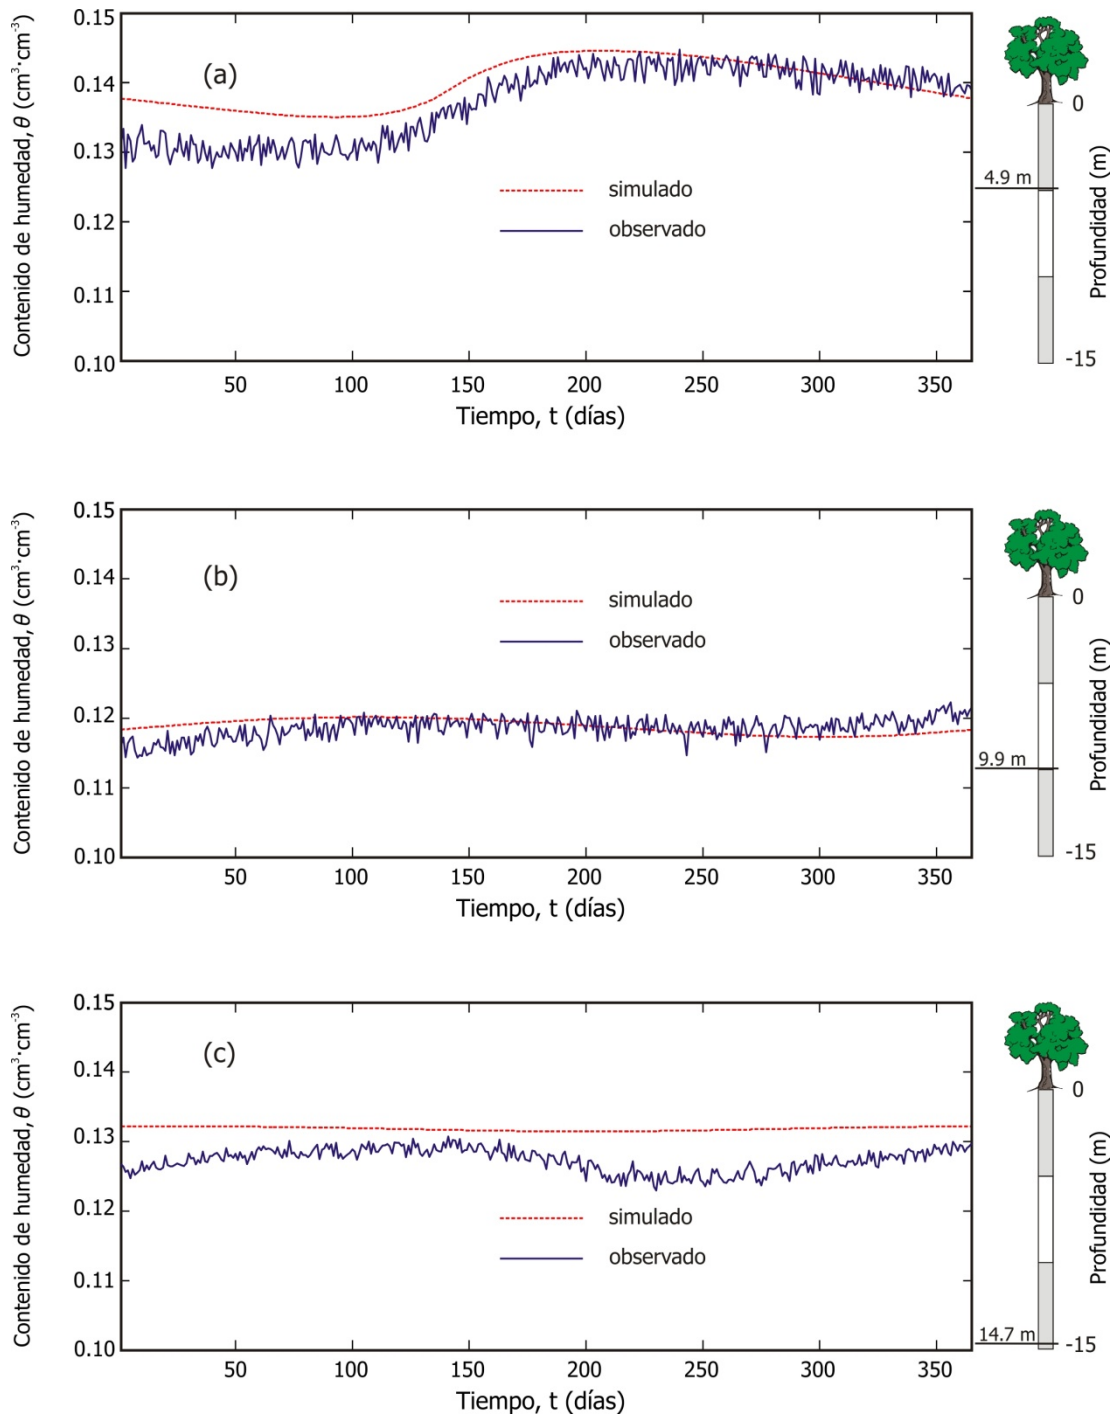 Contenido de humedad, θ (cm³·cm⁻³)
0.15
0.14
0.13
0.12
0.11
0.10
(a)
simulado
observado
50 100 150 200 250 300 350
Tiempo, t (días)
0
4.9 m
-15
Profundidad (m)
Contenido de humedad, θ (cm³·cm⁻³)
0.15
0.14
0.13
0.12
0.11
0.10
(b)
simulado
observado
50 100 150 200 250 300 350
Tiempo, t (días)
0
9.9 m
-15
Profundidad (m)
Contenido de humedad, θ (cm³·cm⁻³)
0.15
0.14
0.13
0.12
0.11
0.10
(c)
simulado
observado
50 100 150 200 250 300 350
Tiempo, t (días)
0
14.7 m
-15
Profundidad (m)